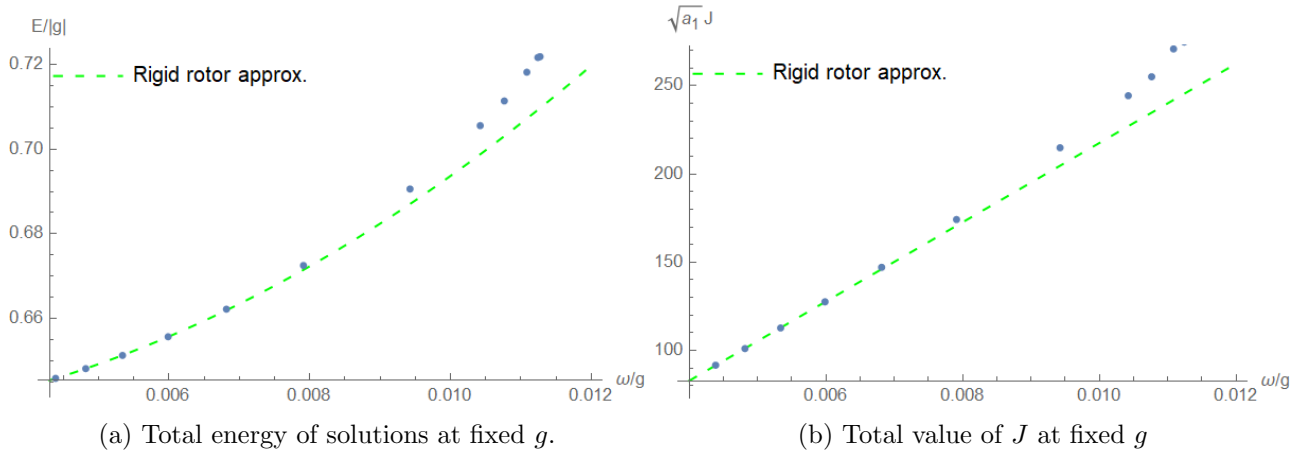 E/|g|
0.72
Rigid rotor approx.
0.70
0.68
0.66
0.006
0.008
0.010
0.012
ω/g
(a) Total energy of solutions at fixed g.
√a₁ J
Rigid rotor approx.
250
200
150
100
0.006
0.008
0.010
0.012
ω/g
(b) Total value of J at fixed g